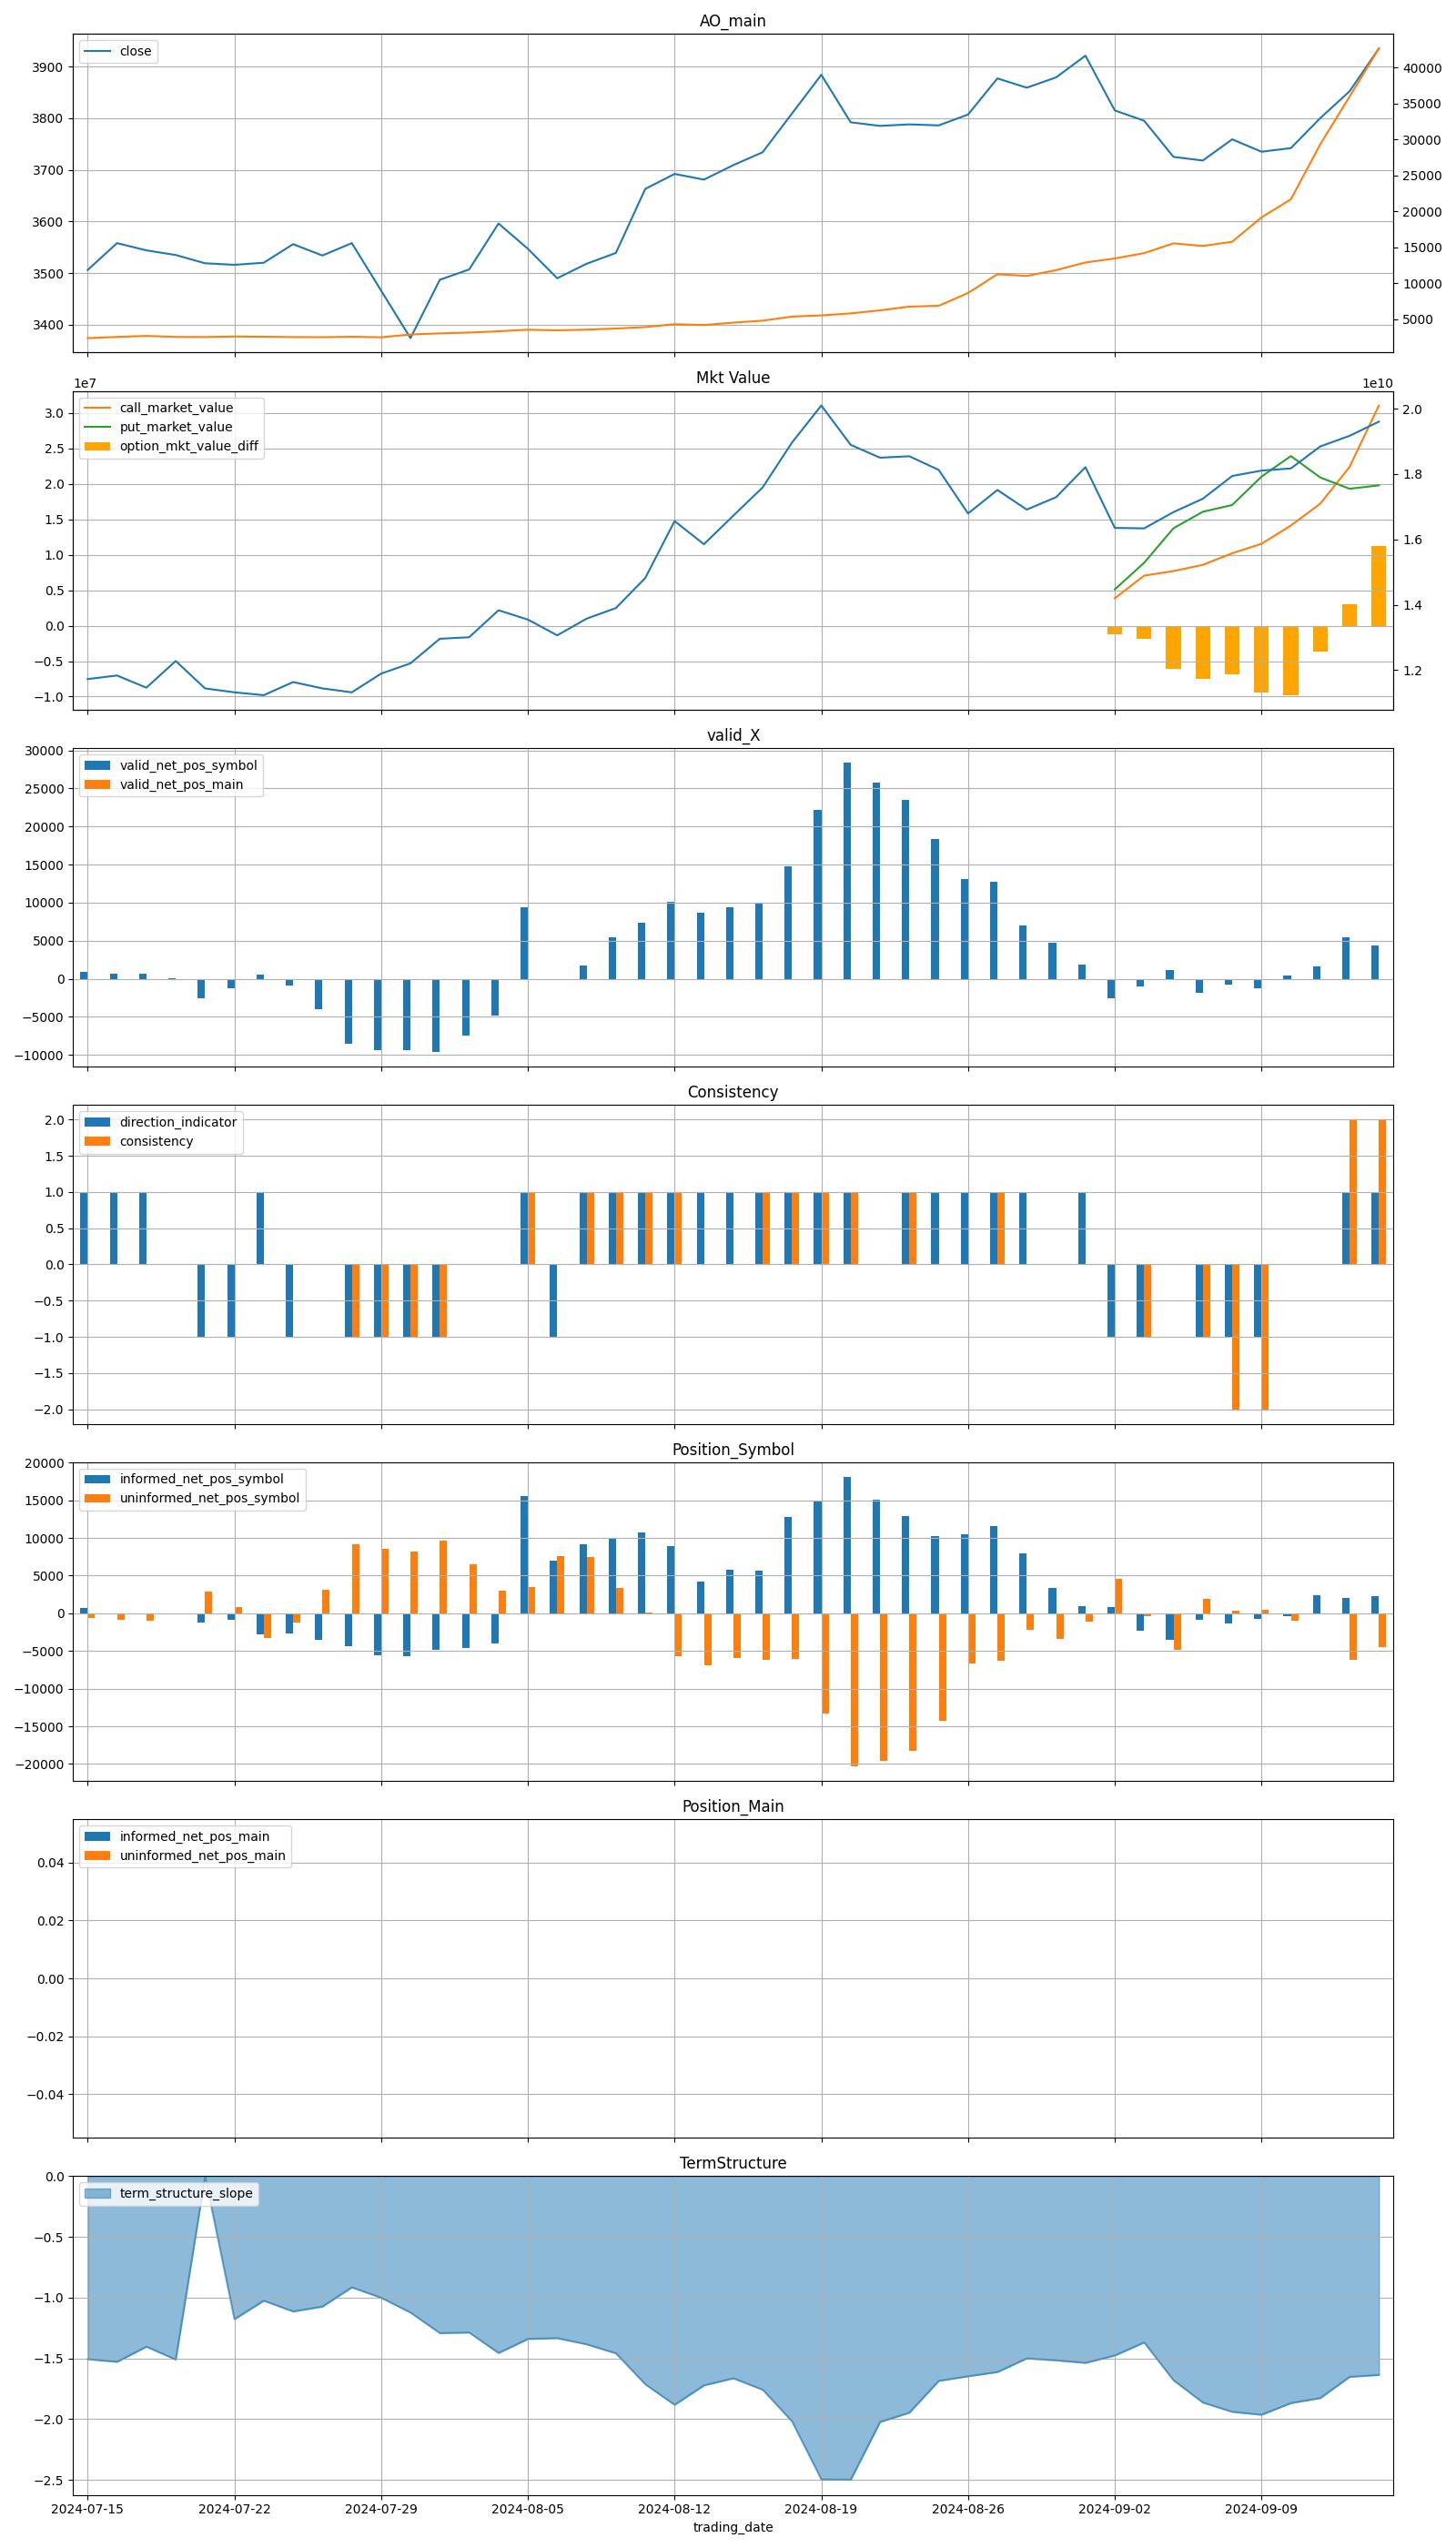 AO_main
close
3900
3800
3700
3600
3500
3400
40000
35000
30000
25000
20000
15000
10000
5000
Mkt Value
1e7
1e10
call_market_value
put_market_value
option_mkt_value_diff
3.0
2.5
2.0
1.5
1.0
0.5
0.0
−0.5
−1.0
2.0
1.8
1.6
1.4
1.2
valid_X
valid_net_pos_symbol
valid_net_pos_main
30000
25000
20000
15000
10000
5000
0
−5000
−10000
Consistency
direction_indicator
consistency
2.0
1.5
1.0
0.5
0.0
−0.5
−1.0
−1.5
−2.0
Position_Symbol
informed_net_pos_symbol
uninformed_net_pos_symbol
20000
15000
10000
5000
0
−5000
−10000
−15000
−20000
Position_Main
informed_net_pos_main
uninformed_net_pos_main
0.04
0.02
0.00
−0.02
−0.04
TermStructure
term_structure_slope
0.0
−0.5
−1.0
−1.5
−2.0
−2.5
2024-07-15 2024-07-22 2024-07-29 2024-08-05 2024-08-12 2024-08-19 2024-08-26 2024-09-02 2024-09-09
trading_date